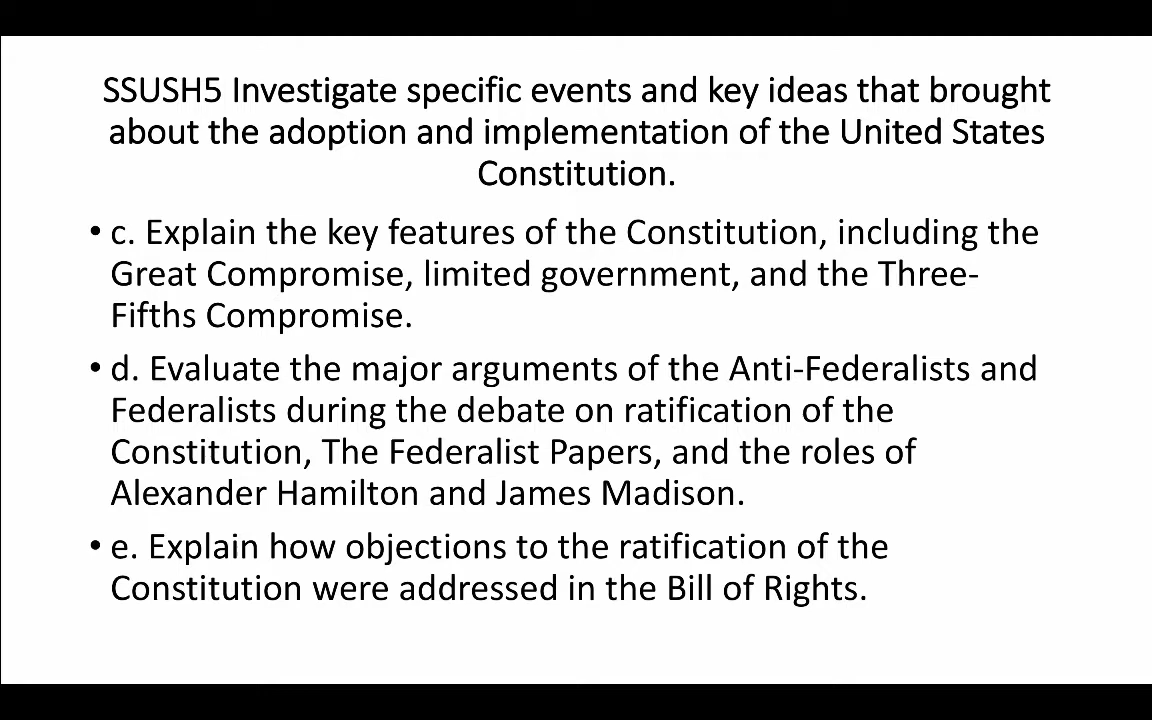 SSUSH5 Investigate specific events and key ideas that brought
about the adoption and implementation of the United States
Constitution.
• c. Explain the key features of the Constitution, including the
Great Compromise, limited government, and the Three-
Fifths Compromise.
• d. Evaluate the major arguments of the Anti-Federalists and
Federalists during the debate on ratification of the
Constitution, The Federalist Papers, and the roles of
Alexander Hamilton and James Madison.
• e. Explain how objections to the ratification of the
Constitution were addressed in the Bill of Rights.